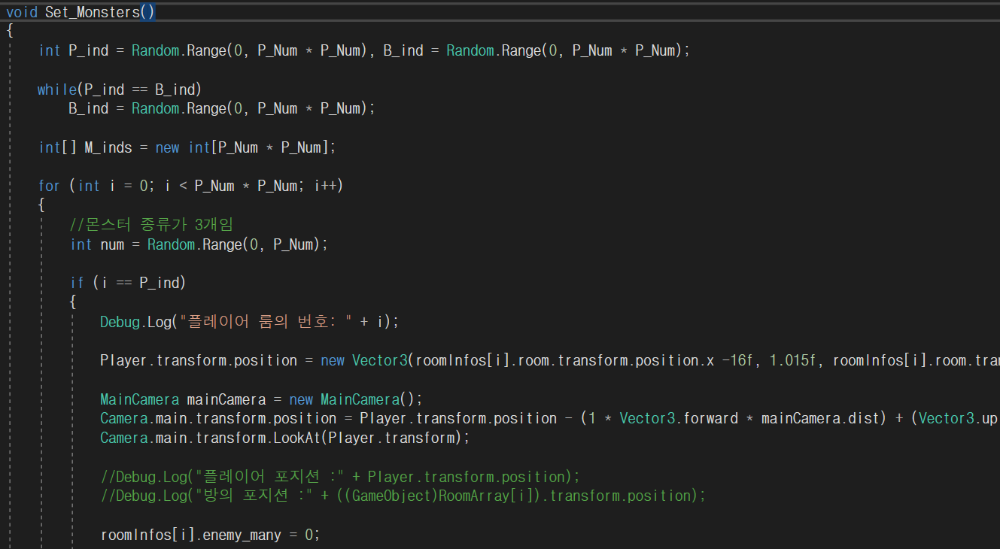 void Set_Monsters()
{
int P_ind = Random.Range(0, P_Num * P_Num), B_ind = Random.Range(0, P_Num * P_Num);
while(P_ind == B_ind)
B_ind = Random.Range(0, P_Num * P_Num);
int[] M_inds = new int[P_Num * P_Num];
for (int i = 0; i < P_Num * P_Num; i++)
{
//몬스터 종류가 3개임
int num = Random.Range(0, P_Num);
if (i == P_ind)
{
Debug.Log("플레이어 룸의 번호: " + i);
Player.transform.position = new Vector3(roomInfos[i].room.transform.position.x -16f, 1.015f, roomInfos[i].room.tran
MainCamera mainCamera = new MainCamera();
Camera.main.transform.position = Player.transform.position - (1 * Vector3.forward * mainCamera.dist) + (Vector3.up
Camera.main.transform.LookAt(Player.transform);
//Debug.Log("플레이어 포지션 :" + Player.transform.position);
//Debug.Log("방의 포지션 :" + ((GameObject)RoomArray[i]).transform.position);
roomInfos[i].enemy_many = 0;